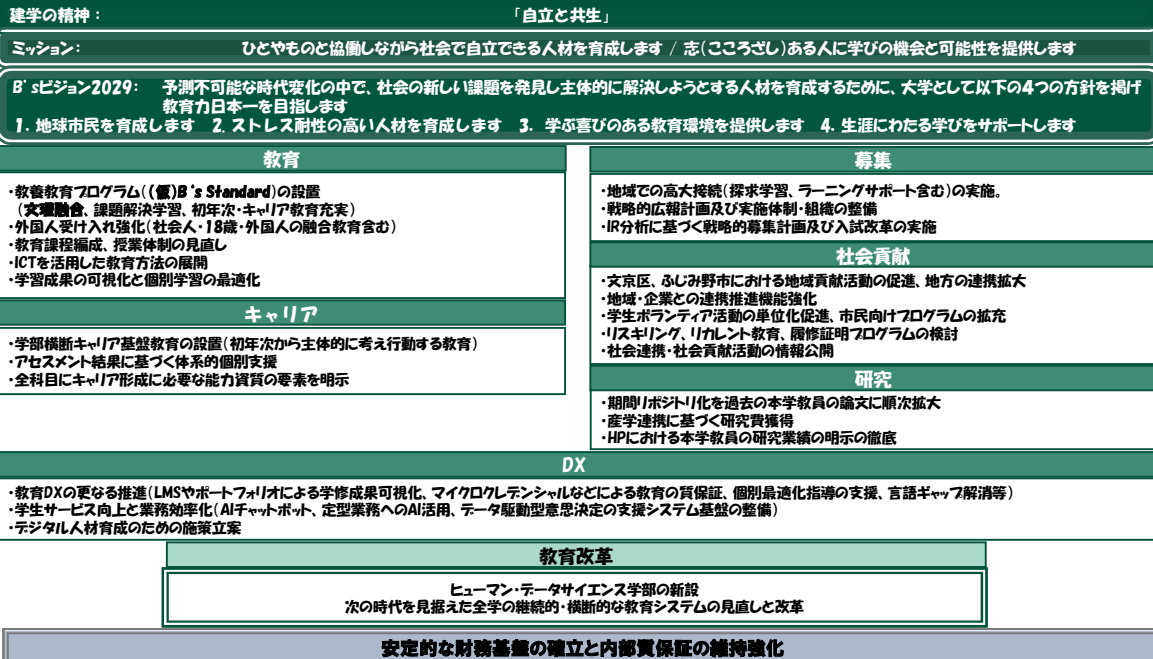 建学の精神： 「自立と共生」
ミッション： ひとやものと協働しながら社会で自立できる人材を育成します / 志(こころざし)ある人に学びの機会と可能性を提供します
B'sビジョン2029： 予測不可能な時代変化の中で、社会の新しい課題を発見し主体的に解決しようとする人材を育成するために、大学として以下の4つの方針を掲げ
教育力日本一を目指します
1. 地球市民を育成します 2. ストレス耐性の高い人材を育成します 3. 学ぶ喜びのある教育環境を提供します 4. 生涯にわたる学びをサポートします
教育
・教養教育プログラム((仮)B's Standard)の設置
(文理融合、課題解決学習、初年次・キャリア教育充実)
・外国人受け入れ強化(社会人・18歳・外国人の融合教育含む)
・教育課程編成、授業体制の見直し
・ICTを活用した教育方法の展開
・学習成果の可視化と個別学習の最適化
キャリア
・学部横断キャリア基盤教育の設置(初年次から主体的に考え行動する教育)
・アセスメント結果に基づく体系的個別支援
・全科目にキャリア形成に必要な能力資質の要素を明示
募集
・地域での高大接続(探求学習、ラーニングサポート含む)の実施。
・戦略的広報計画及び実施体制・組織の整備
・IR分析に基づく戦略的募集計画及び入試改革の実施
社会貢献
・文京区、ふじみ野市における地域貢献活動の促進、地方の連携拡大
・地域・企業との連携推進機能強化
・学生ボランティア活動の単位化促進、市民向けプログラムの拡充
・リスキリング、リカレント教育、履修証明プログラムの検討
・社会連携・社会貢献活動の情報公開
研究
・期間リポジトリ化を過去の本学教員の論文に順次拡大
・産学連携に基づく研究費獲得
・HPにおける本学教員の研究業績の明示の徹底
DX
・教育DXの更なる推進(LMSやポートフォリオによる学修成果可視化、マイクロクレデンシャルなどによる教育の質保証、個別最適化指導の支援、言語ギャップ解消等)
・学生サービス向上と業務効率化(AIチャットボット、定型業務へのAI活用、データ駆動型意思決定の支援システム基盤の整備)
・デジタル人材育成のための施策立案
教育改革
ヒューマン・データサイエンス学部の新設
次の時代を見据えた全学の継続的・横断的な教育システムの見直しと改革
安定的な財務基盤の確立と内部質保証の維持強化